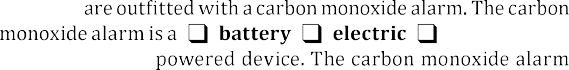 are outfitted with a carbon monoxide alarm. The carbon
monoxide alarm is a ❑ battery ❑ electric ❑
powered device. The carbon monoxide alarm